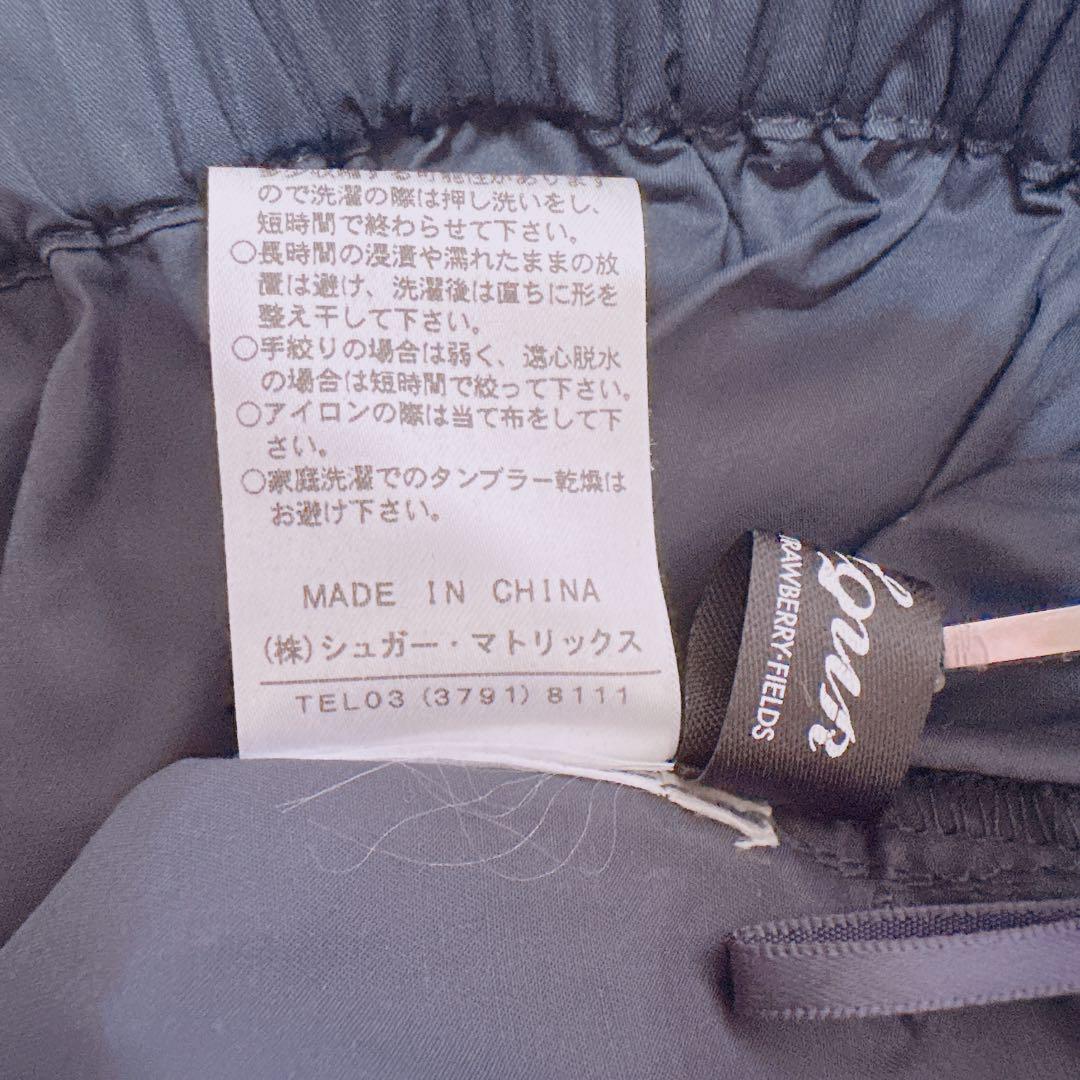 ので洗濯の際は押し洗いをし、
短時間で終わらせて下さい。
○長時間の浸漬や濡れたままの放
置は避け、洗濯後は直ちに形を
整え干して下さい。
○手絞りの場合は弱く、遠心脱水
の場合は短時間で絞って下さい。
○アイロンの際は当て布をして下
さい。
○家庭洗濯でのタンブラー乾燥は
お避け下さい。
MADE IN CHINA
(株)シュガー・マトリックス
TEL03 (3791) 8111
RAWBERRY-FIELDS